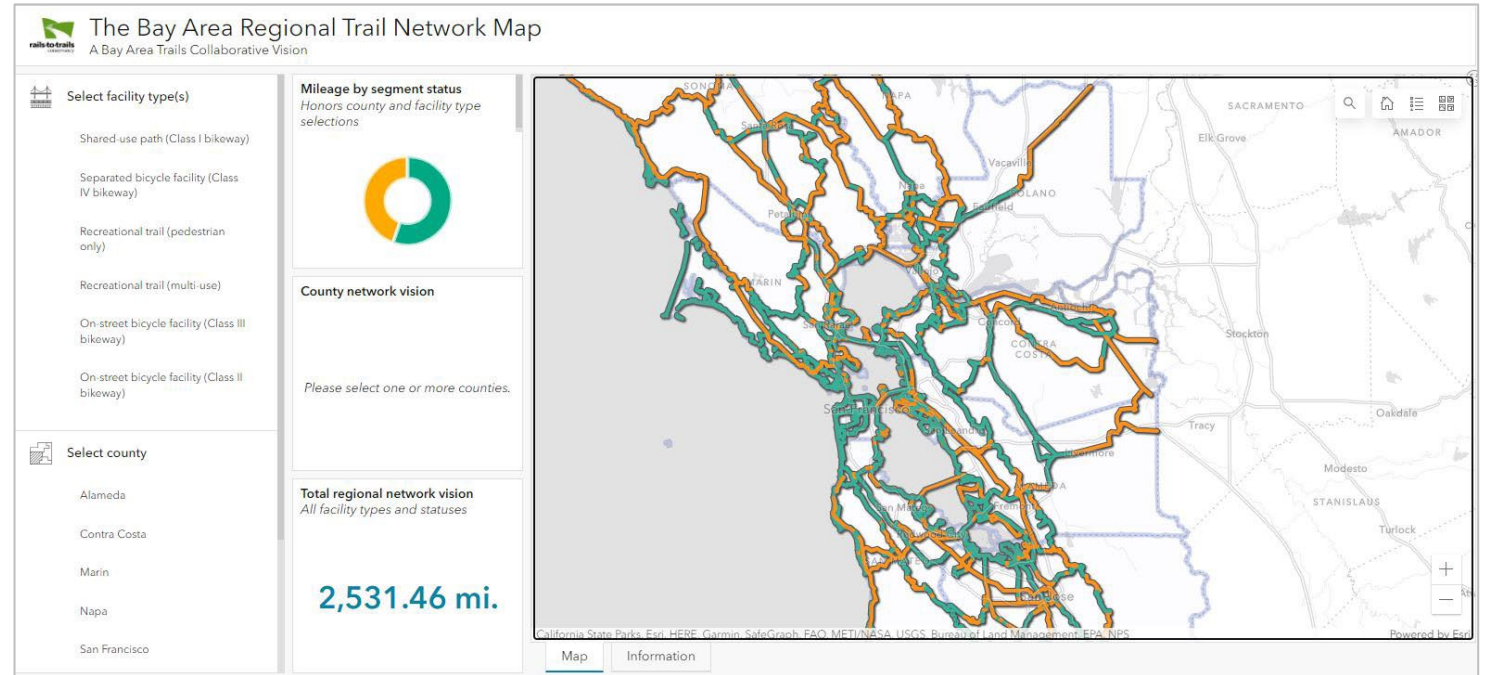 The Bay Area Regional Trail Network Map
A Bay Area Trails Collaborative Vision
rails-to-trails
conservancy
Select facility type(s)
Shared-use path (Class I bikeway)
Separated bicycle facility (Class
IV bikeway)
Recreational trail (pedestrian
only)
Recreational trail (multi-use)
On-street bicycle facility (Class III
bikeway)
On-street bicycle facility (Class II
bikeway)
Select county
Alameda
Contra Costa
Marin
Napa
San Francisco
Mileage by segment status
Honors county and facility type
selections
County network vision
Please select one or more counties.
Total regional network vision
All facility types and statuses
2,531.46 mi.
SACRAMENTO
AMADOR
Elk Grove
Vacaville
Napa
Fairfield
Vallejo
MARIN
Concord
CONTRA
COSTA
Stockton
San Francisco
Oakdale
Tracy
Livermore
Modesto
STANISLAUS
Turlock
San Mateo
Fremont
San Jose
California State Parks, Esri, HERE, Garmin, SafeGraph, FAO, METI/NASA, USGS, Bureau of Land Management, EPA, NPS
Powered by Esri
Map
Information